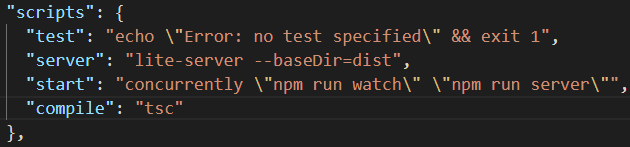 "scripts": {
"test": "echo \"Error: no test specified\" && exit 1",
"server": "lite-server --baseDir=dist",
"start": "concurrently \"npm run watch\" \"npm run server\"",
"compile": "tsc"
},